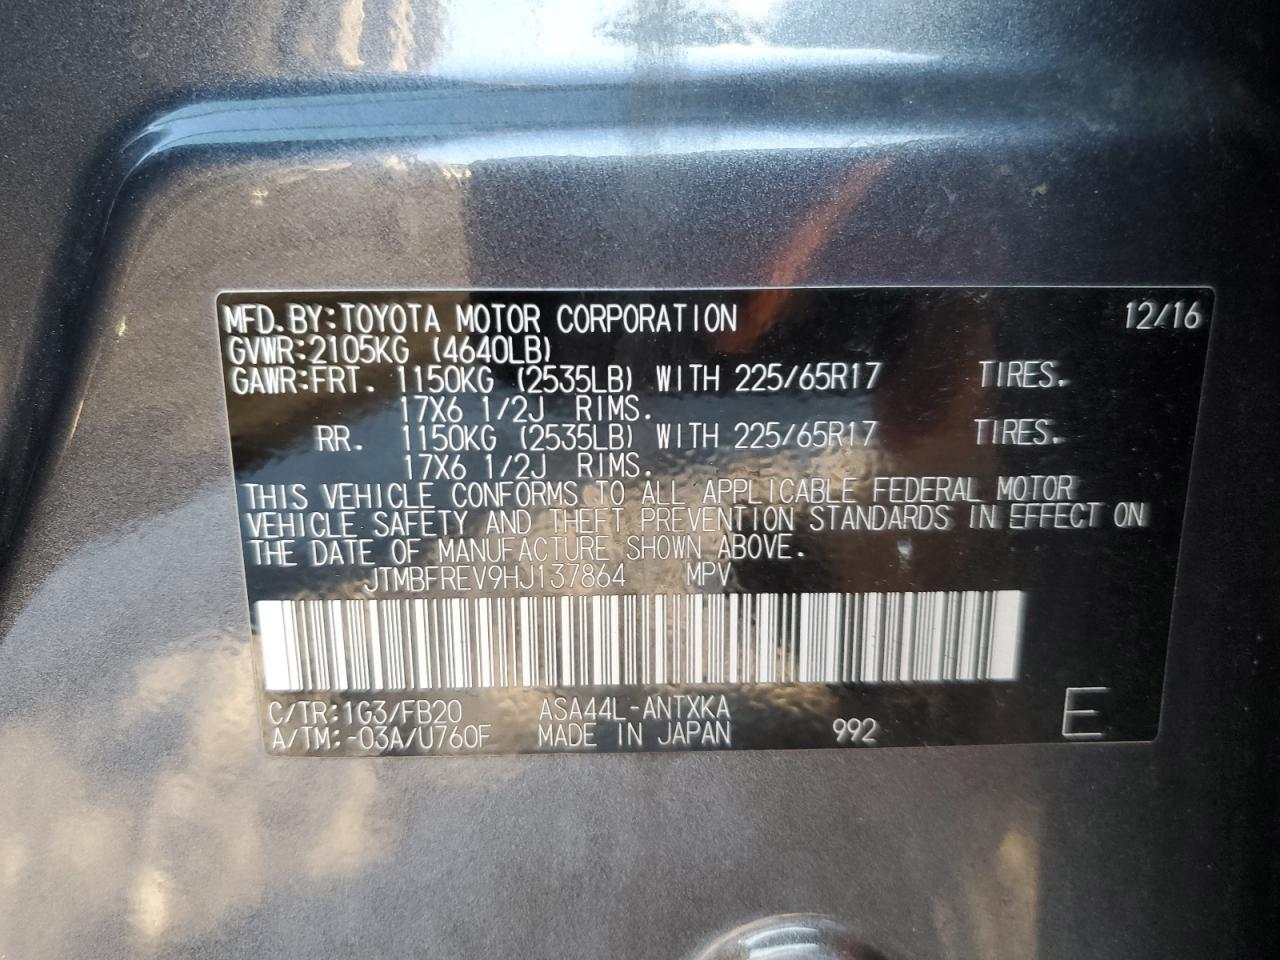 MFD.BY:TOYOTA MOTOR CORPORATION 12/16
GVWR:2105KG (4640LB)
GAWR:FRT. 1150KG (2535LB) WITH 225/65R17 TIRES.
17X6 1/2J RIMS.
RR. 1150KG (2535LB) WITH 225/65R17 TIRES.
17X6 1/2J RIMS.
THIS VEHICLE CONFORMS TO ALL APPLICABLE FEDERAL MOTOR
VEHICLE SAFETY AND THEFT PREVENTION STANDARDS IN EFFECT ON
THE DATE OF MANUFACTURE SHOWN ABOVE.
JTMBFREV9HJ137864 MPV
C/TR:1G3/FB20 ASA44L-ANTXKA
A/TM:-03A/U760F MADE IN JAPAN 992 E